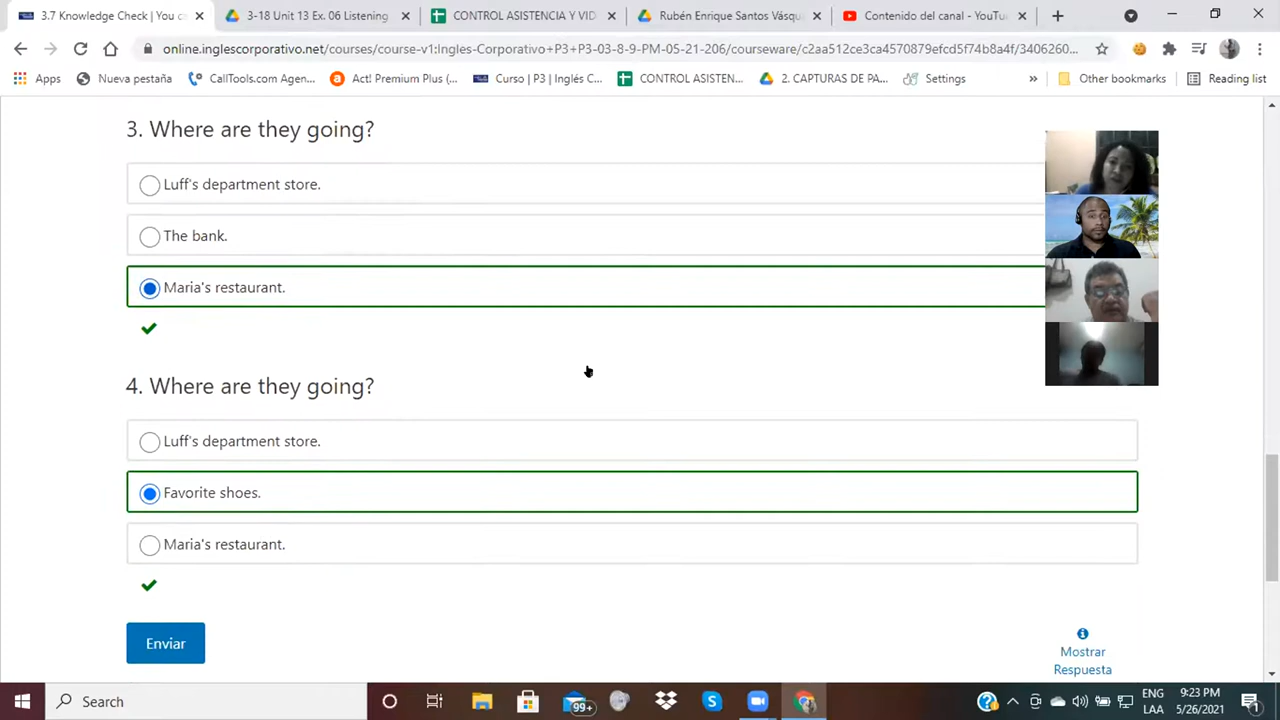 3.7 Knowledge Check | You c
3-18 Unit 13 Ex. 06 Listening
CONTROL ASISTENCIA Y VID
Rubén Enrique Santos Vásqu
Contenido del canal - YouTu
online.inglescorporativo.net/courses/course-v1:Ingles-Corporativo+P3+P3-03-8-9-PM-05-21-206/courseware/c2aa512ce3ca4570879efcd5f74b8a4f/3406260...
Apps
Nueva pestaña
CallTools.com Agen...
Act! Premium Plus (...
Curso | P3 | Inglés C...
CONTROL ASISTEN...
2. CAPTURAS DE PA...
Settings
»
Other bookmarks
Reading list
3. Where are they going?
Luff's department store.
The bank.
Maria's restaurant.
4. Where are they going?
Luff's department store.
Favorite shoes.
Maria's restaurant.
Enviar
Mostrar
Respuesta
Search
99+
ENG
LAA
9:23 PM
5/26/2021